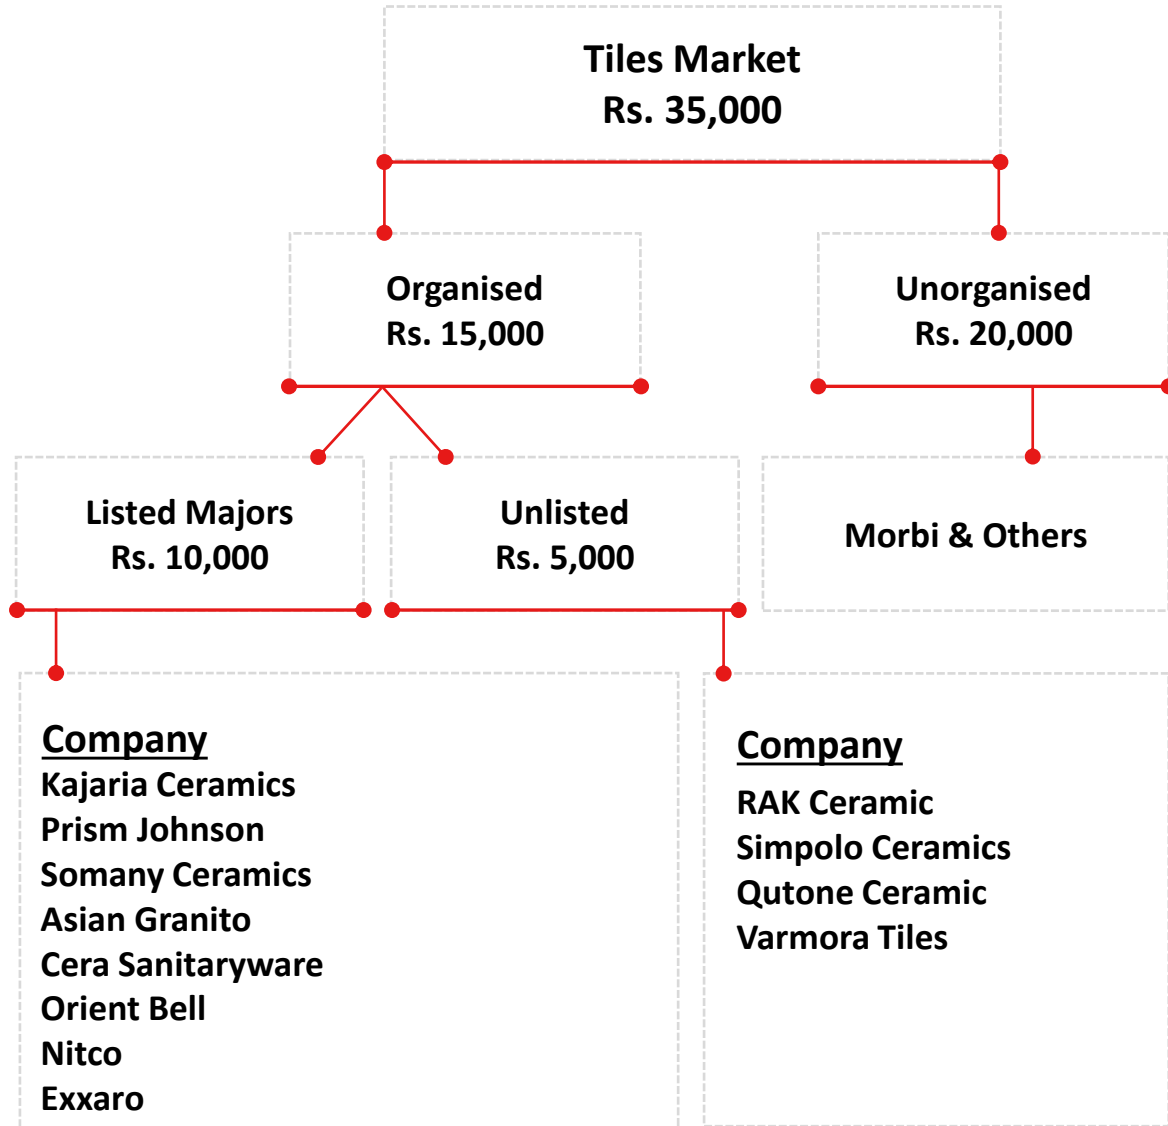 Tiles Market
Rs. 35,000
Organised
Rs. 15,000
Unorganised
Rs. 20,000
Listed Majors
Rs. 10,000
Unlisted
Rs. 5,000
Morbi & Others
Company
Kajaria Ceramics
Prism Johnson
Somany Ceramics
Asian Granito
Cera Sanitaryware
Orient Bell
Nitco
Exxaro
Company
RAK Ceramic
Simpolo Ceramics
Qutone Ceramic
Varmora Tiles